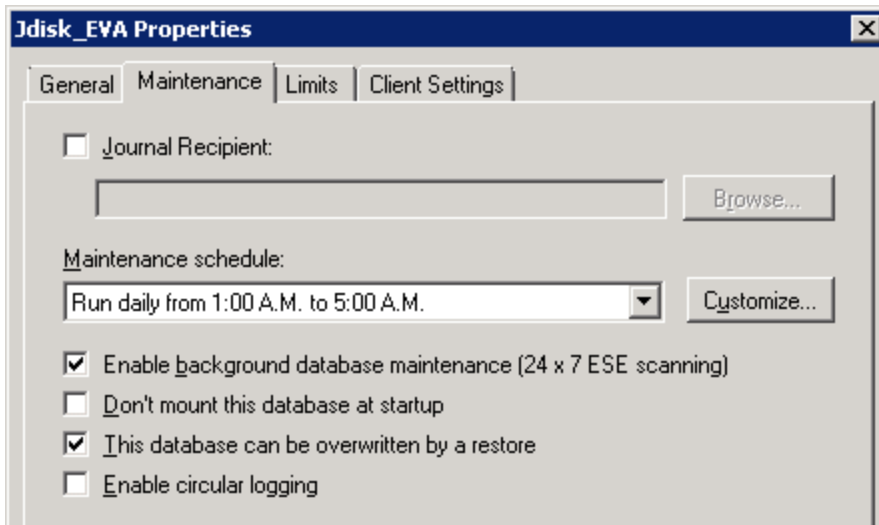 Jdisk_EVA Properties
General Maintenance Limits Client Settings
Journal Recipient:
Browse...
Maintenance schedule:
Run daily from 1:00 A.M. to 5:00 A.M. Customize...
Enable background database maintenance (24 x 7 ESE scanning)
Don't mount this database at startup
This database can be overwritten by a restore
Enable circular logging